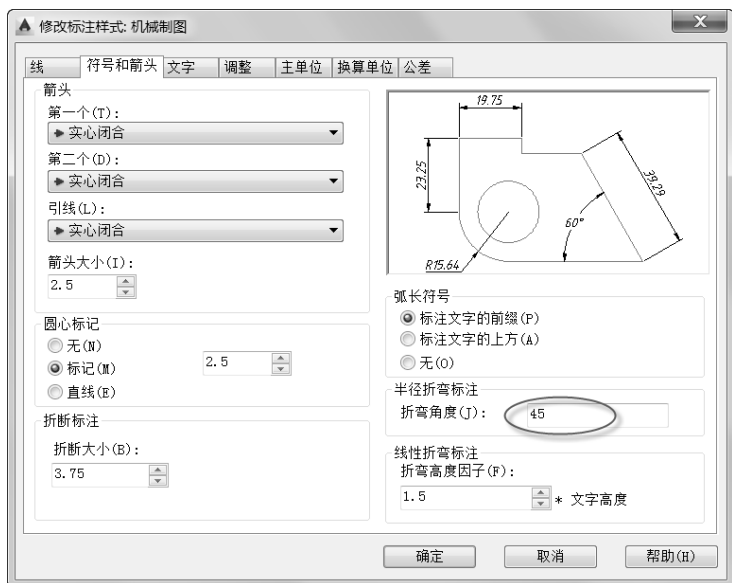 修改标注样式: 机械制图
X
线 符号和箭头 文字 调整 主单位 换算单位 公差
箭头
第一个(T):
实心闭合
第二个(D):
实心闭合
引线(L):
实心闭合
箭头大小(I):
2.5
圆心标记
无(N)
标记(M)
2.5
直线(E)
折断标注
折断大小(B):
3.75
19.75
23.25
39.29
60°
R15.64
弧长符号
标注文字的前缀(P)
标注文字的上方(A)
无(O)
半径折弯标注
折弯角度(J): 45
线性折弯标注
折弯高度因子(F):
1.5 * 文字高度
确定 取消 帮助(H)